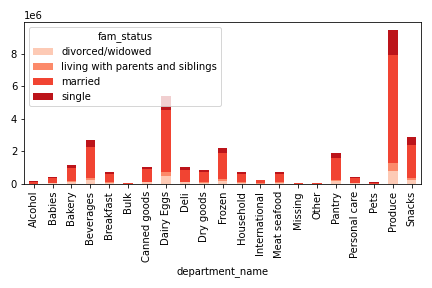 1e6
fam_status
divorced/widowed
living with parents and siblings
married
single
8
6
4
2
0
Alcohol
Babies
Bakery
Beverages
Breakfast
Bulk
Canned goods
Dairy Eggs
Deli
Dry goods
Frozen
Household
International
Meat seafood
Missing
Other
Pantry
Personal care
Pets
Produce
Snacks
department_name